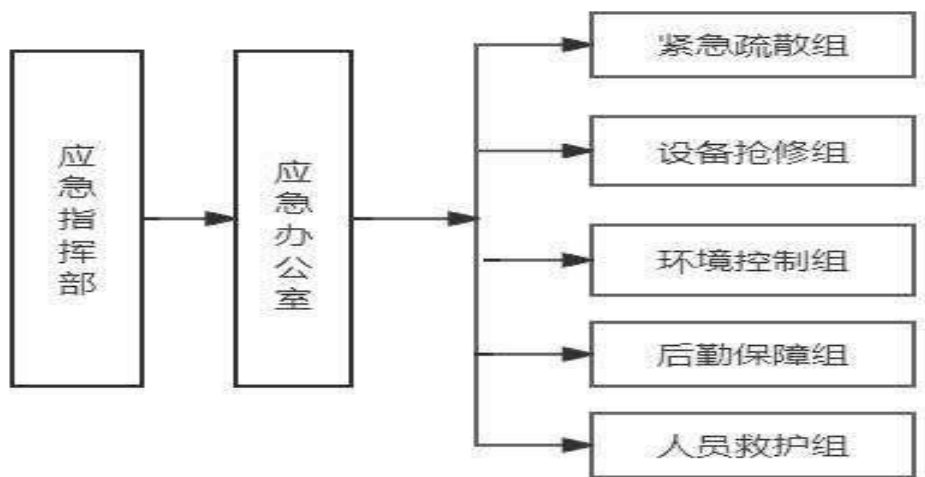 应急指挥部
应急办公室
紧急疏散组
设备抢修组
环境控制组
后勤保障组
人员救护组